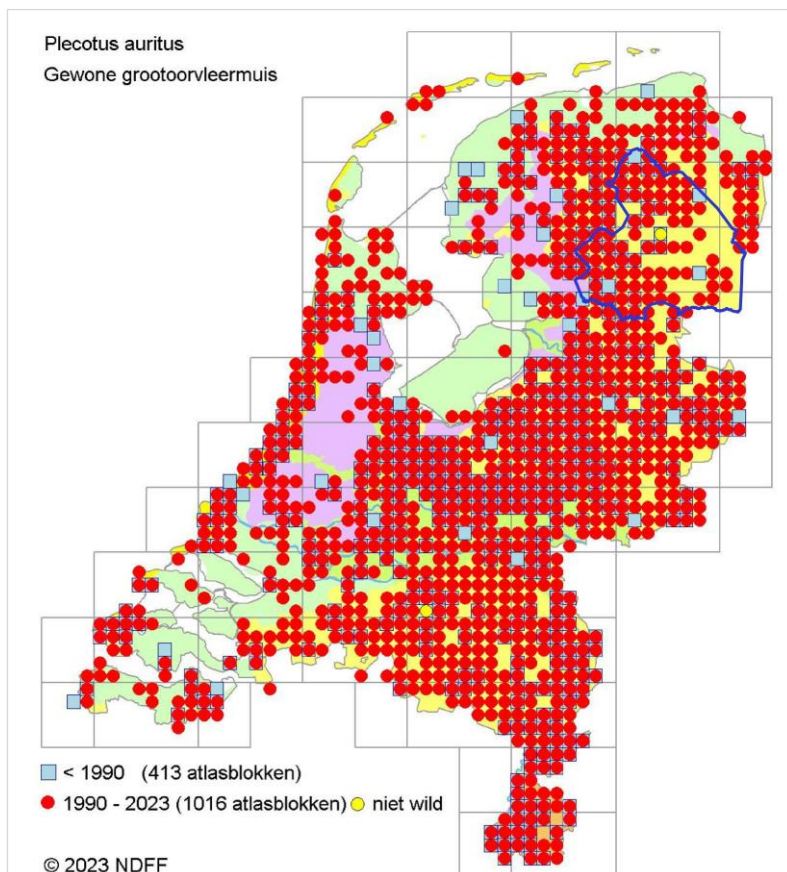 Plecotus auritus
Gewone grootoorvleermuis
< 1990 (413 atlasblokken)
1990 - 2023 (1016 atlasblokken) niet wild
© 2023 NDFF